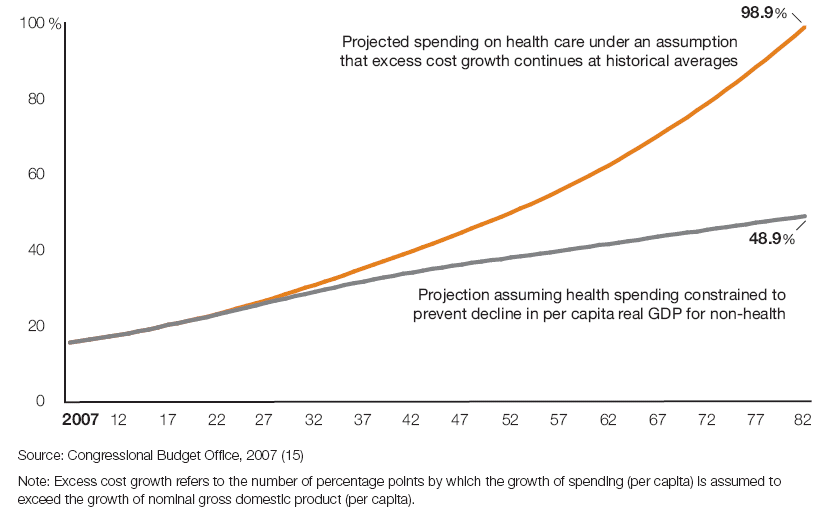 100 %
98.9%
Projected spending on health care under an assumption
that excess cost growth continues at historical averages
80
60
40
48.9%
Projection assuming health spending constrained to
prevent decline in per capita real GDP for non-health
20
0
2007 12 17 22 27 32 37 42 47 52 57 62 67 72 77 82
Source: Congressional Budget Office, 2007 (15)
Note: Excess cost growth refers to the number of percentage points by which the growth of spending (per capita) is assumed to
exceed the growth of nominal gross domestic product (per capita).